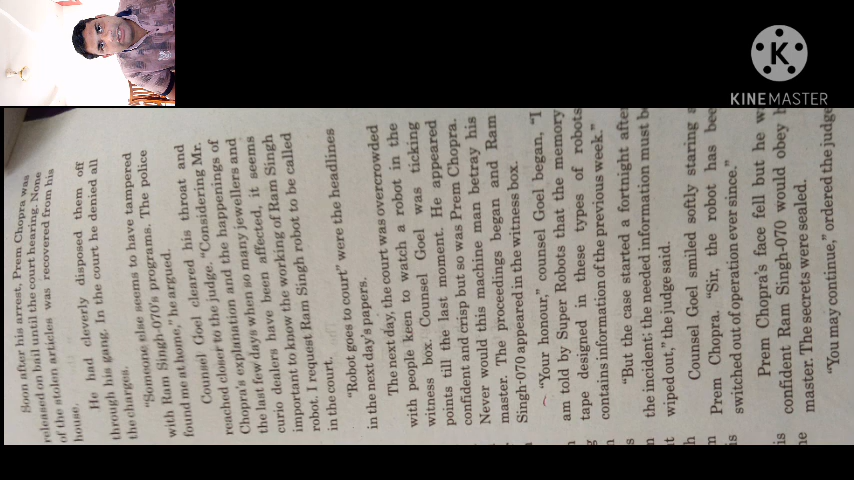 Soon after his arrest, Prem Chopra was
released on bail until the court hearing. None
of the stolen articles was recovered from his
house.
He had cleverly disposed them off
through his gang. In the court he denied all
the charges.
"Someone else seems to have tampered
with Ram Singh-070's programs. The police
found me at home," he argued.
Counsel Goel cleared his throat and
reached closer to the judge. "Considering Mr.
Chopra's explanation and the happenings of
the last few days when so many jewellers and
curio dealers have been affected, it seems
important to know the working of Ram Singh
robot. I request Ram Singh robot to be called
in the court.
"Robot goes to court" were the headlines
in the next day's papers.
The next day, the court was overcrowded
with people keen to watch a robot in the
witness box. Counsel Goel was ticking
points till the last moment. He appeared
confident and crisp but so was Prem Chopra.
Never would this machine man betray his
master. The proceedings began and Ram
Singh-070 appeared in the witness box.
"Your honour," counsel Goel began, "I
am told by Super Robots that the memory
tape designed in these types of robots
contains information of the previous week."
"But the case started a fortnight after
the incident; the needed information must b
wiped out," the judge said.
Counsel Goel smiled softly staring a
Prem Chopra. "Sir, the robot has bee
switched out of operation ever since."
Prem Chopra's face fell but he w
confident Ram Singh-070 would obey h
master. The secrets were sealed.
"You may continue," ordered the judge
K
KINEMASTER